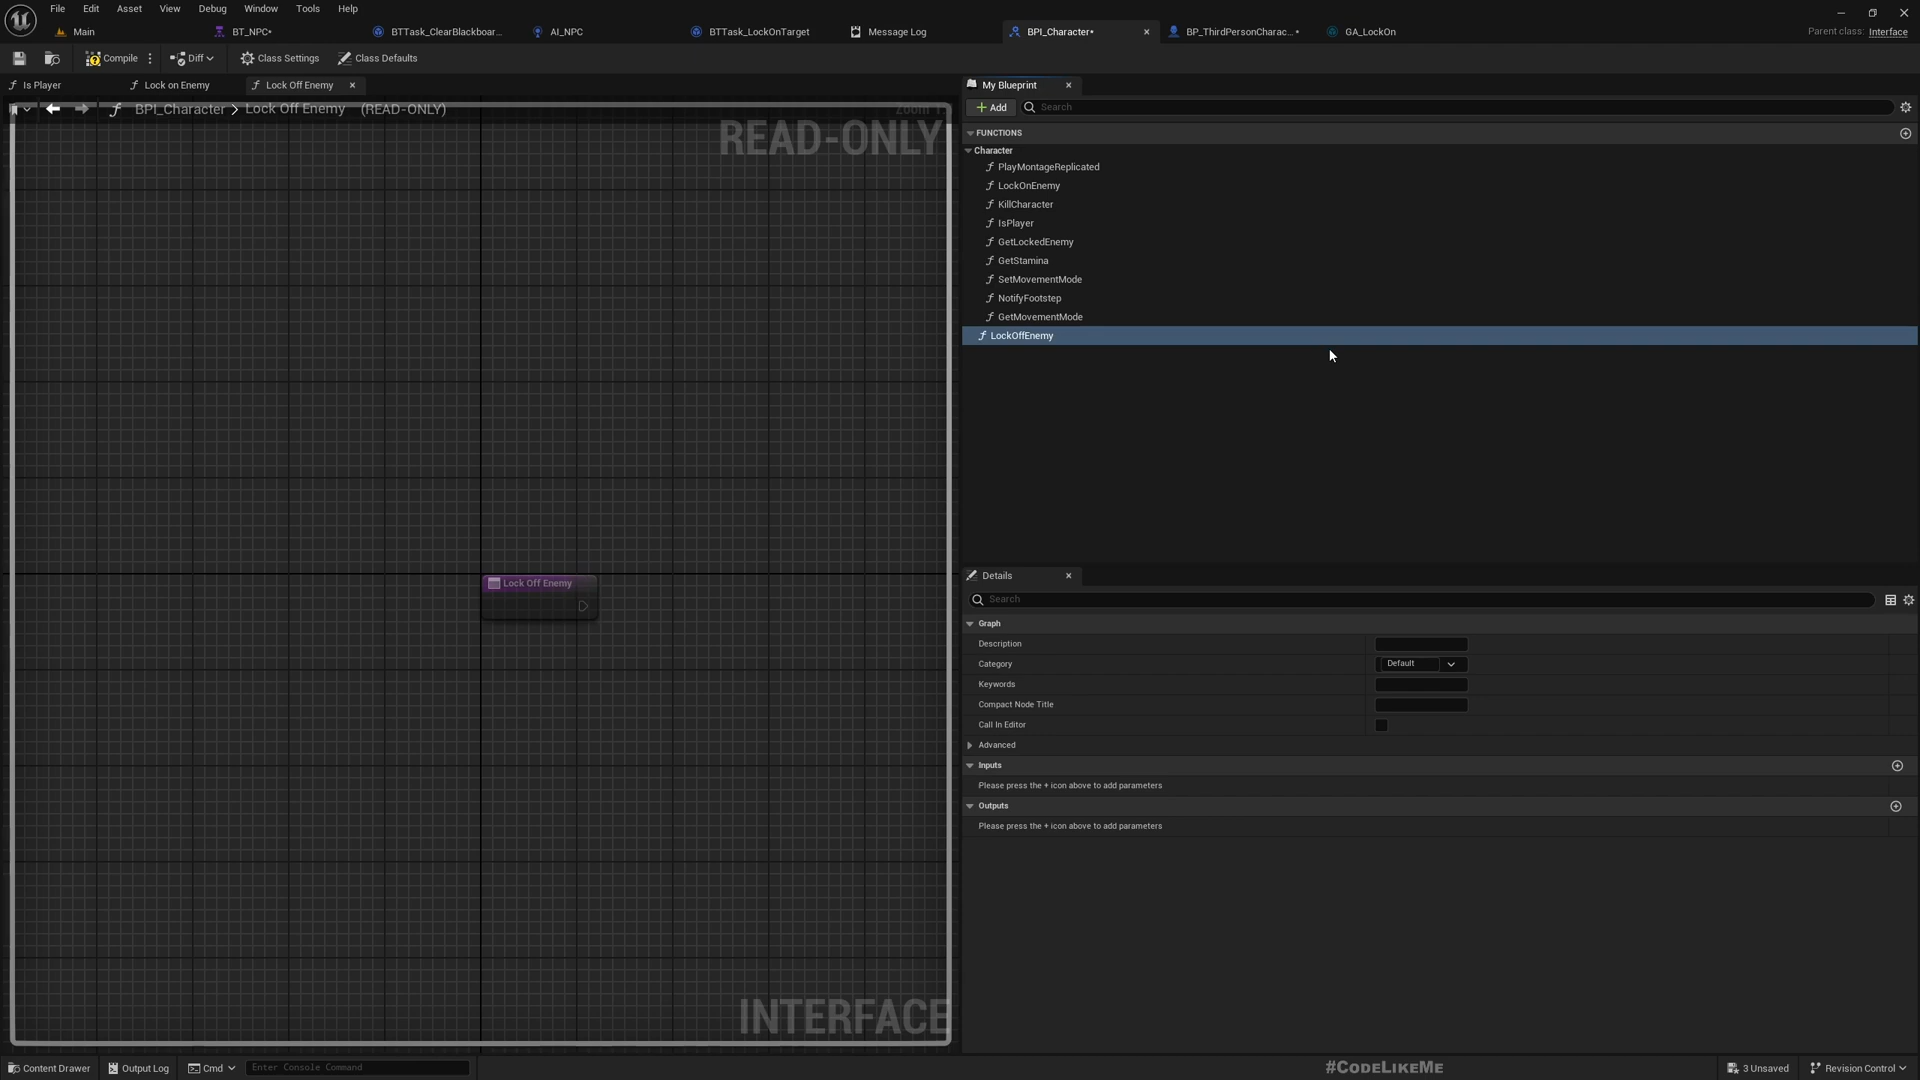 File Edit Asset View Debug Window Tools Help
Main BT_NPC* BTTask_ClearBlackboar... AI_NPC BTTask_LockOnTarget Message Log BPI_Character* BP_ThirdPersonCharac...* GA_LockOn Parent class: Interface
Compile Diff Class Settings Class Defaults
Is Player Lock on Enemy Lock Off Enemy
BPI_Character > Lock Off Enemy (READ-ONLY)
READ-ONLY
Lock Off Enemy
INTERFACE
My Blueprint
+ Add Search
FUNCTIONS
Character
PlayMontageReplicated
LockOnEnemy
KillCharacter
IsPlayer
GetLockedEnemy
GetStamina
SetMovementMode
NotifyFootstep
GetMovementMode
LockOffEnemy
Details
Search
Graph
Description
Category Default
Keywords
Compact Node Title
Call In Editor
Advanced
Inputs
Please press the + icon above to add parameters
Outputs
Please press the + icon above to add parameters
Content Drawer Output Log Cmd Enter Console Command #CODELIKEME 3 Unsaved Revision Control